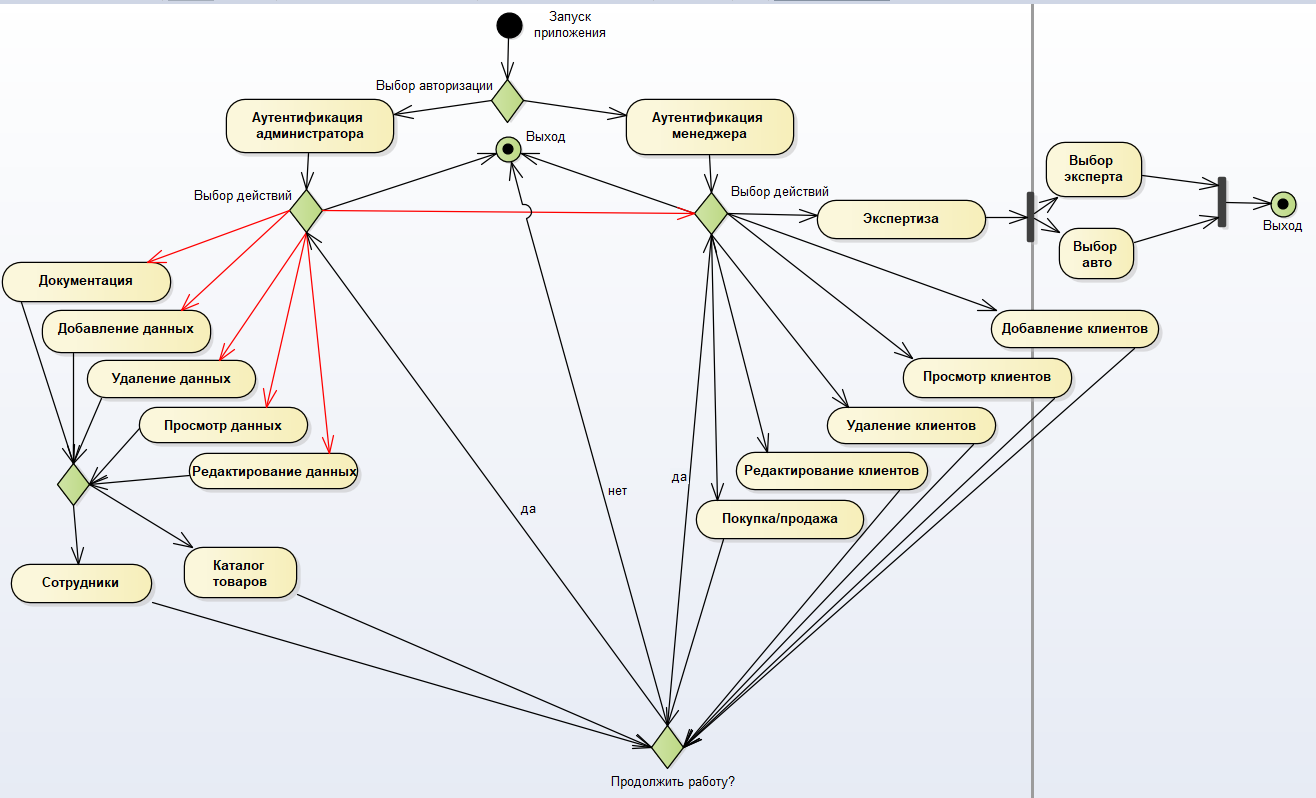 Запуск
приложения
Выбор авторизации
Аутентификация
администратора
Аутентификация
менеджера
Выход
Выбор действий
Выбор действий
Экспертиза
Выбор
эксперта
Выбор
авто
Выход
Документация
Добавление данных
Удаление данных
Просмотр данных
Редактирование данных
Добавление клиентов
Просмотр клиентов
Удаление клиентов
Редактирование клиентов
Покупка/продажа
да
нет
да
Сотрудники
Каталог
товаров
Продолжить работу?